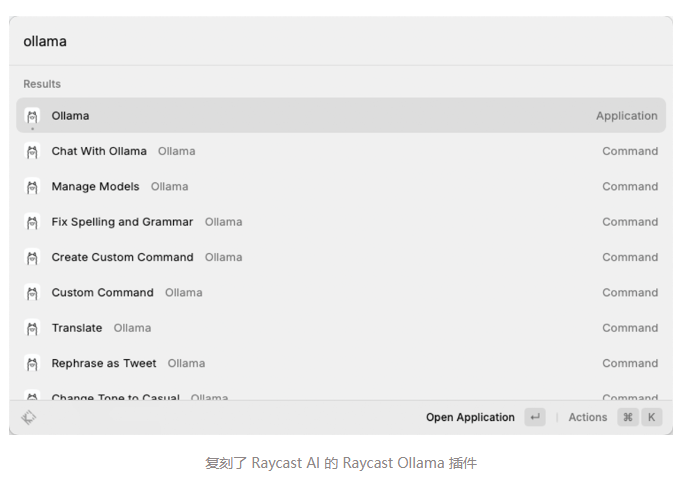 ollama
Results
Ollama Application
Chat With Ollama Ollama Command
Manage Models Ollama Command
Fix Spelling and Grammar Ollama Command
Create Custom Command Ollama Command
Custom Command Ollama Command
Translate Ollama Command
Rephrase as Tweet Ollama Command
Change Tone to Casual Ollama Command
Open Application ↵ | Actions ⌘ K
复刻了 Raycast AI 的 Raycast Ollama 插件